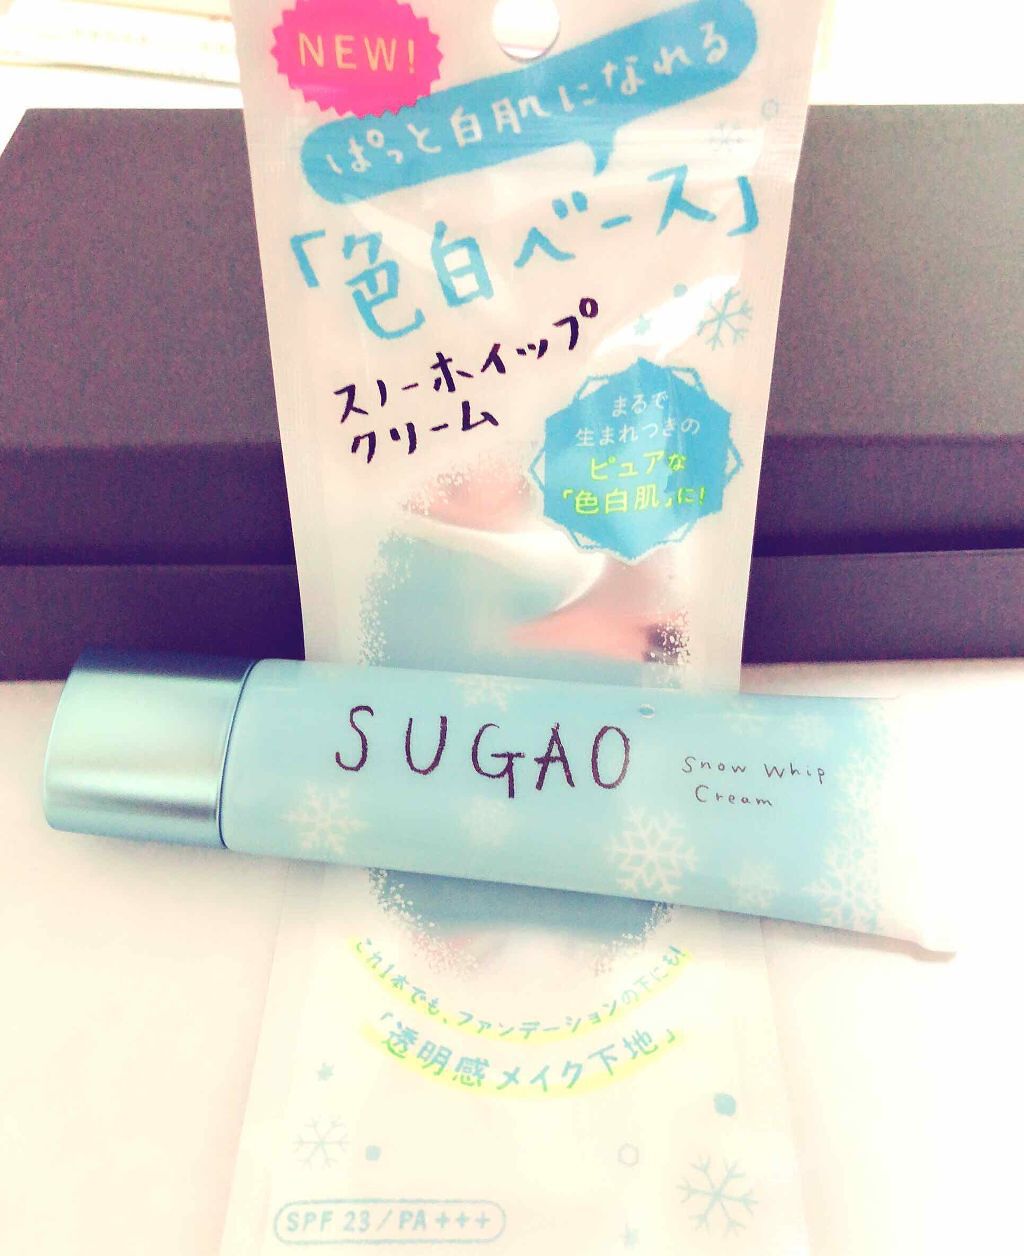 NEW!
ぱっと白肌になれる
「色白ベース」
スノーホイップ
クリーム
まるで
生まれつきの
ピュアな
「色白肌」に!
SUGAO
Snow Whip
Cream
これ1本でも、ファンデーションの下にも!
「透明感メイク下地」
SPF 23/PA+++